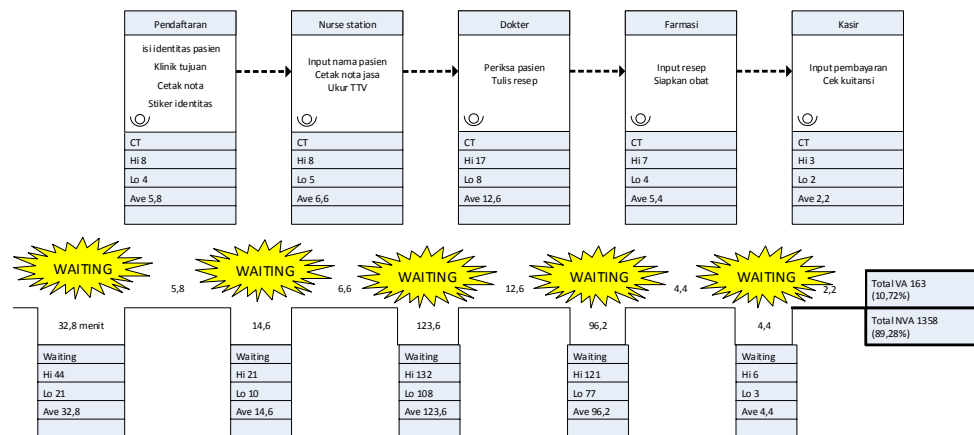 Pendaftaran
isi identitas pasien
Klinik tujuan
Cetak nota
Stiker identitas
CT
Hi 8
Lo 4
Ave 5,8
Nurse station
Input nama pasien
Cetak nota jasa
Ukur TTV
CT
Hi 8
Lo 5
Ave 6,6
Dokter
Periksa pasien
Tulis resep
CT
Hi 17
Lo 8
Ave 12,6
Farmasi
Input resep
Siapkan obat
CT
Hi 7
Lo 4
Ave 5,4
Kasir
Input pembayaran
Cek kuitansi
CT
Hi 3
Lo 2
Ave 2,2
WAITING
5,8
WAITING
6,6
WAITING
12,6
WAITING
4,4
WAITING
2,2
Total VA 163
(10,72%)
Total NVA 1358
(89,28%)
32,8 menit
14,6
123,6
96,2
4,4
Waiting
Hi 44
Lo 21
Ave 32,8
Waiting
Hi 21
Lo 10
Ave 14,6
Waiting
Hi 132
Lo 108
Ave 123,6
Waiting
Hi 121
Lo 77
Ave 96,2
Waiting
Hi 6
Lo 3
Ave 4,4